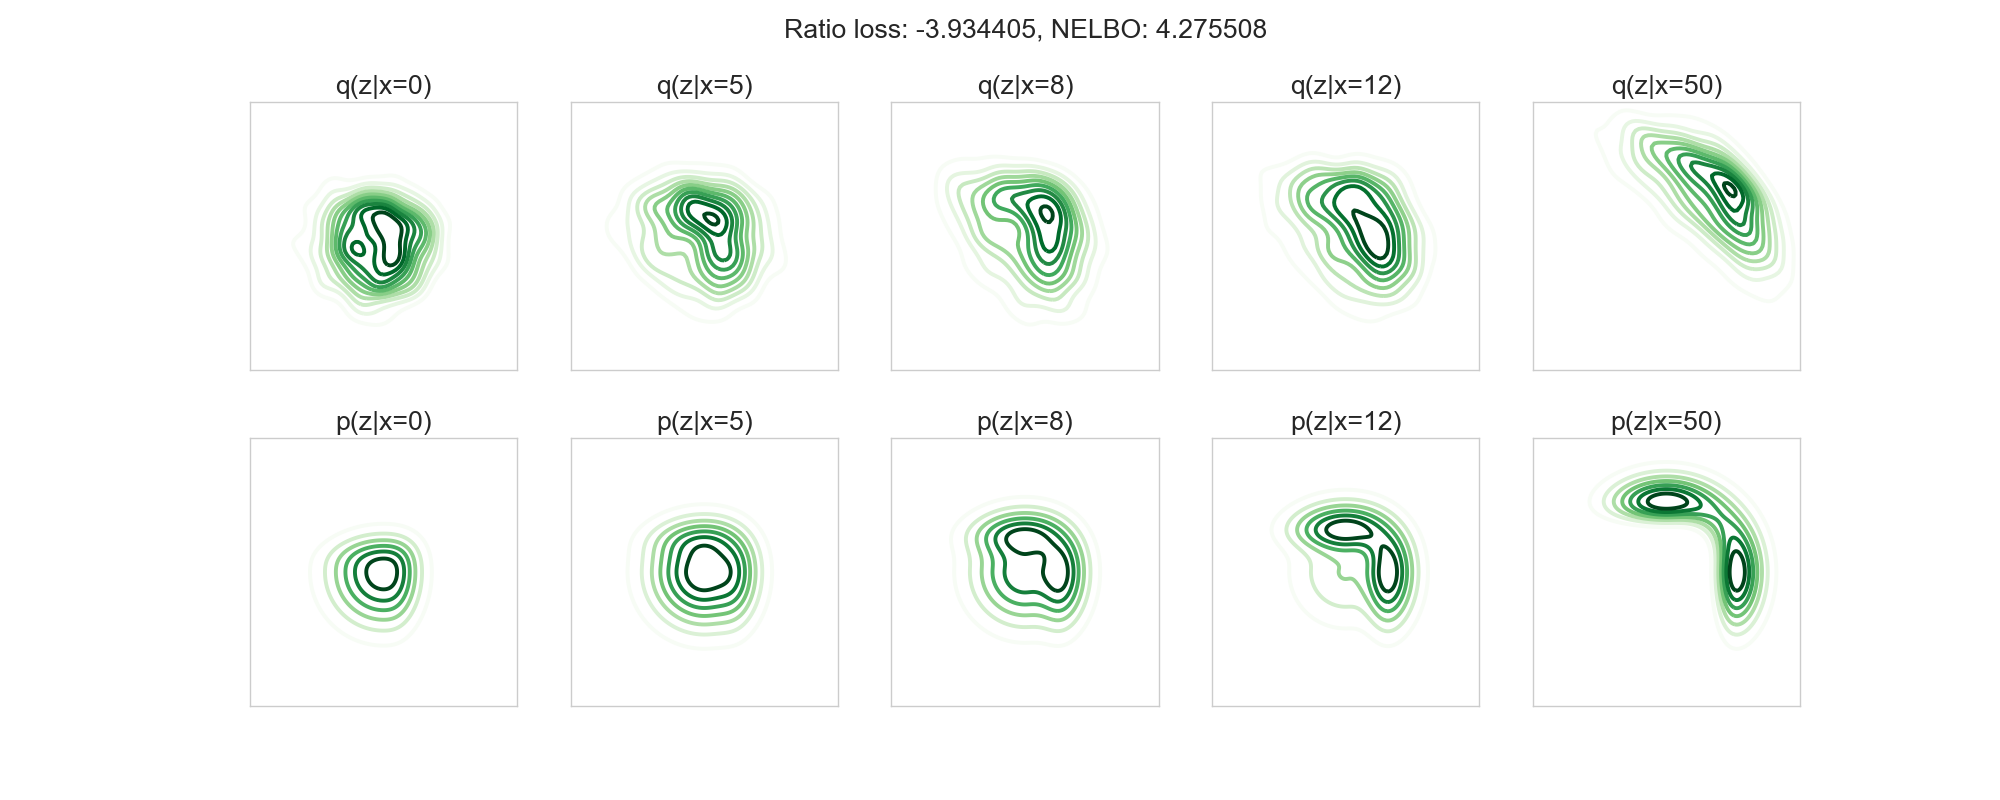 Ratio loss: -3.934405, NELBO: 4.275508
q(z|x=0) q(z|x=5) q(z|x=8) q(z|x=12) q(z|x=50)
p(z|x=0) p(z|x=5) p(z|x=8) p(z|x=12) p(z|x=50)